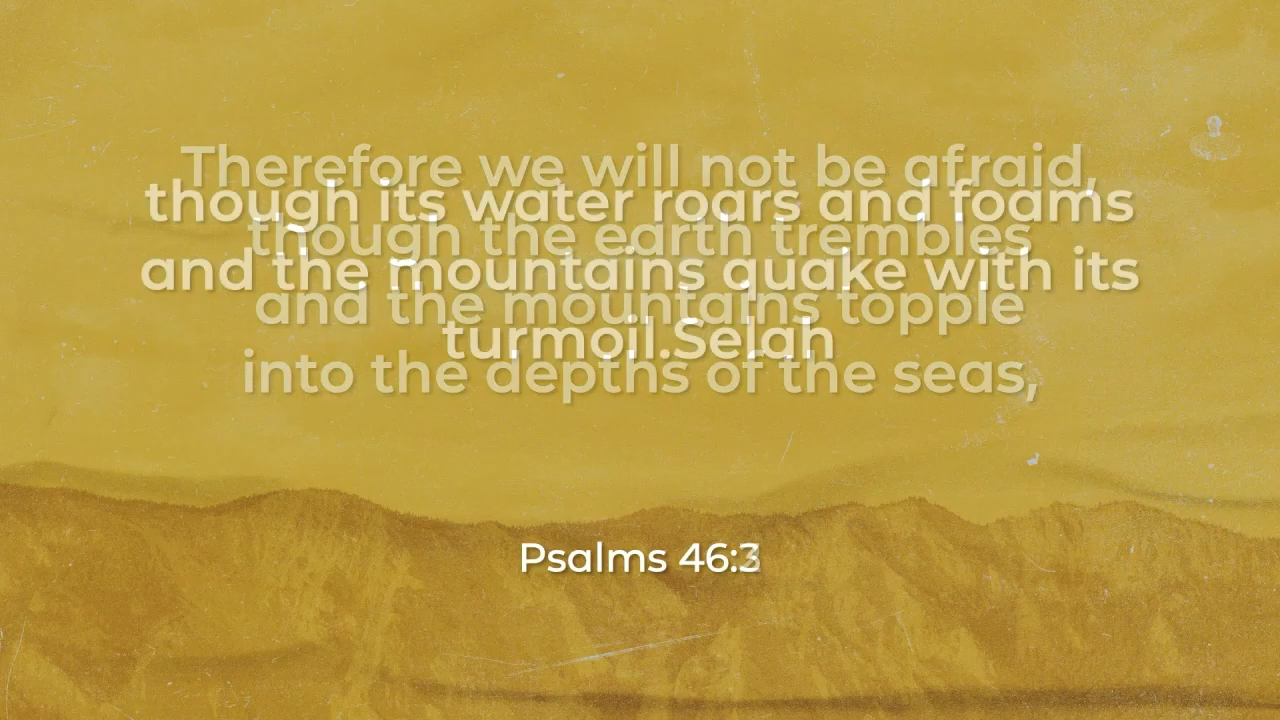 Therefore we will not be afraid,
though the earth trembles
and the mountains topple
into the depths of the seas,
though its water roars and foams
and the mountains quake with its
turmoil.Selah
Psalms 46:3